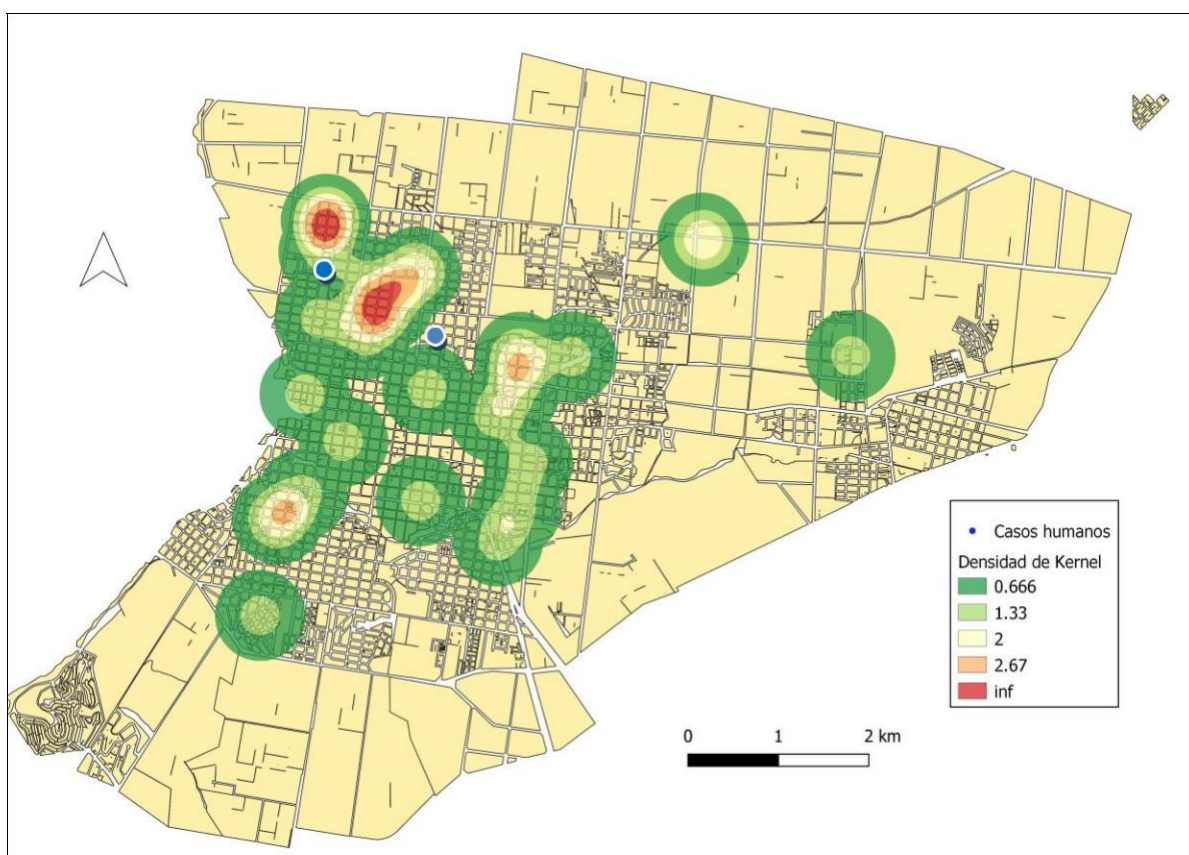 Casos humanos
Densidad de Kernel
0.666
1.33
2
2.67
inf
0 1 2 km